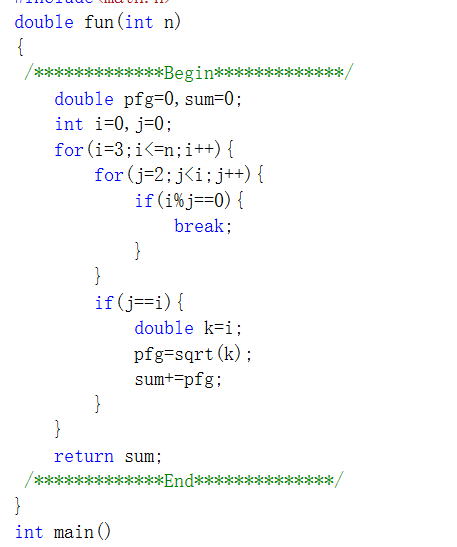 #include<math.h>
double fun(int n)
{
 /*************Begin*************/
    double pfg=0,sum=0;
    int i=0,j=0;
    for(i=3;i<=n;i++){
        for(j=2;j<i;j++){
            if(i%j==0){
                break;
            }
        }
        if(j==i){
            double k=i;
            pfg=sqrt(k);
            sum+=pfg;
        }
    }
    return sum;
 /*************End**************/
}
int main()